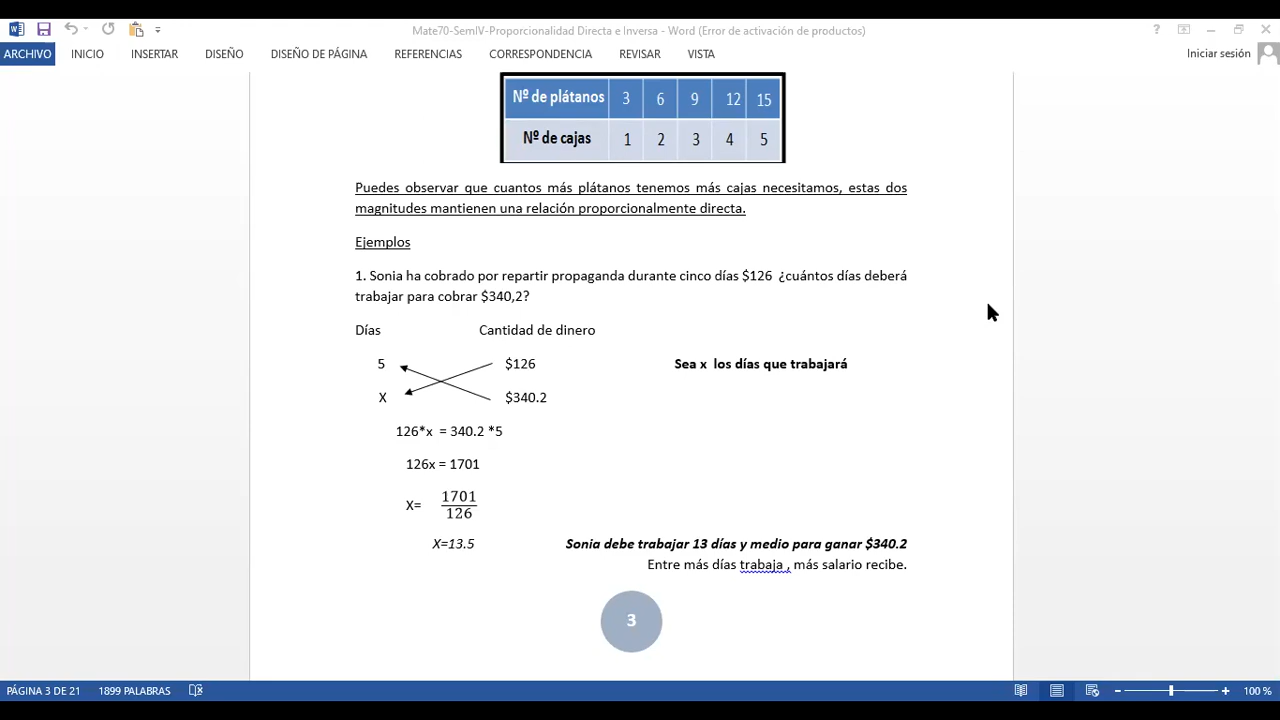 Mate70-SemIV-Proporcionalidad Directa e Inversa - Word (Error de activación de productos)
ARCHIVO INICIO INSERTAR DISEÑO DISEÑO DE PÁGINA REFERENCIAS CORRESPONDENCIA REVISAR VISTA Iniciar sesión
Nº de plátanos 3 6 9 12 15
Nº de cajas 1 2 3 4 5
Puedes observar que cuantos más plátanos tenemos más cajas necesitamos, estas dos
magnitudes mantienen una relación proporcionalmente directa.
Ejemplos
1. Sonia ha cobrado por repartir propaganda durante cinco días $126 ¿cuántos días deberá
trabajar para cobrar $340,2?
Días Cantidad de dinero
5 $126 Sea x los días que trabajará
X $340.2
126*x = 340.2 *5
126x = 1701
X= 1701/126
X=13.5 Sonia debe trabajar 13 días y medio para ganar $340.2
Entre más días trabaja , más salario recibe.
3
PÁGINA 3 DE 21 1899 PALABRAS 100 %